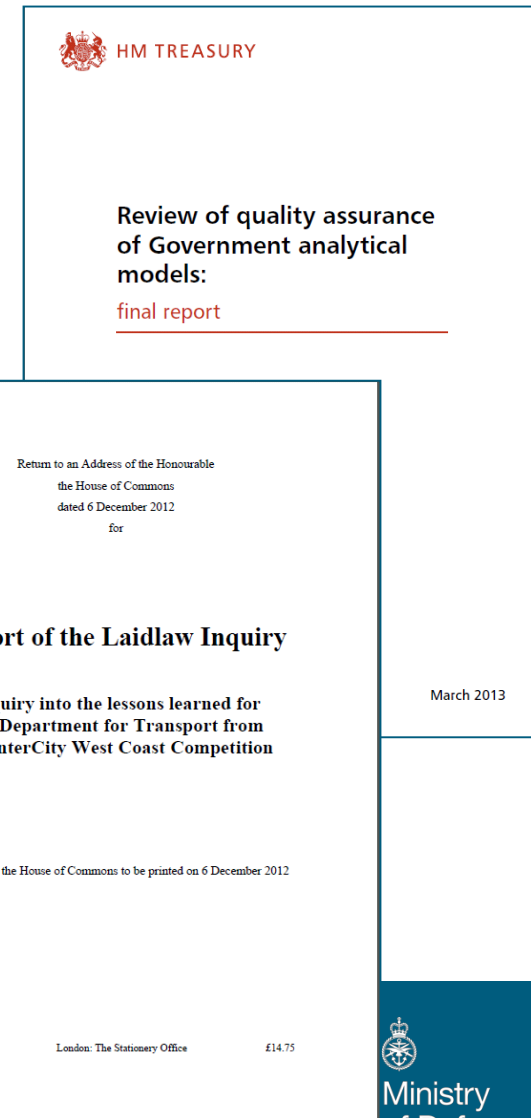 HM TREASURY
Review of quality assurance
of Government analytical
models:
final report
Return to an Address of the Honourable
the House of Commons
dated 6 December 2012
for
ort of the Laidlaw Inquiry
uiry into the lessons learned for
Department for Transport from
nterCity West Coast Competition
March 2013
the House of Commons to be printed on 6 December 2012
London: The Stationery Office £14.75
Ministry